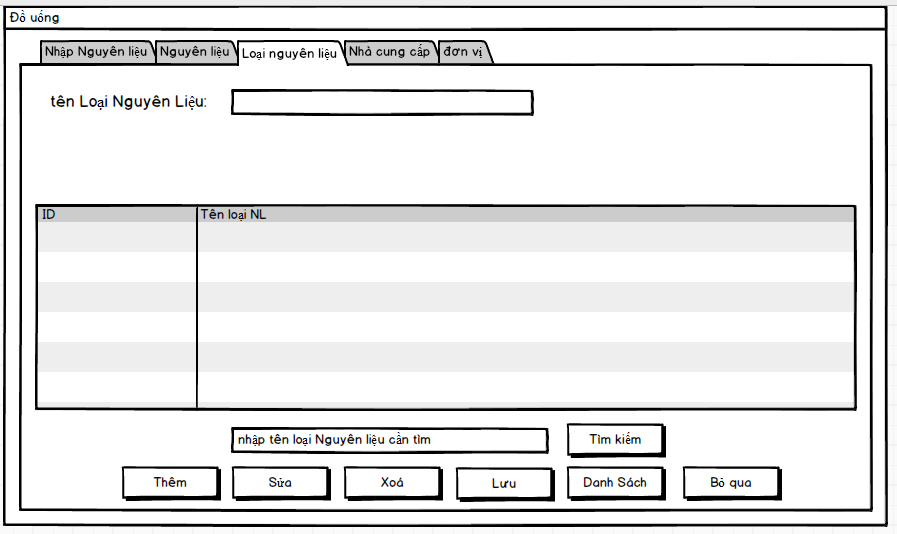 Đồ uống
Nhập Nguyên liệu Nguyên liệu Loại nguyên liệu Nhà cung cấp đơn vị
tên Loại Nguyên Liệu:
ID Tên loại NL
nhập tên loại Nguyên liệu cần tìm Tìm kiếm
Thêm Sửa Xoá Lưu Danh Sách Bỏ qua